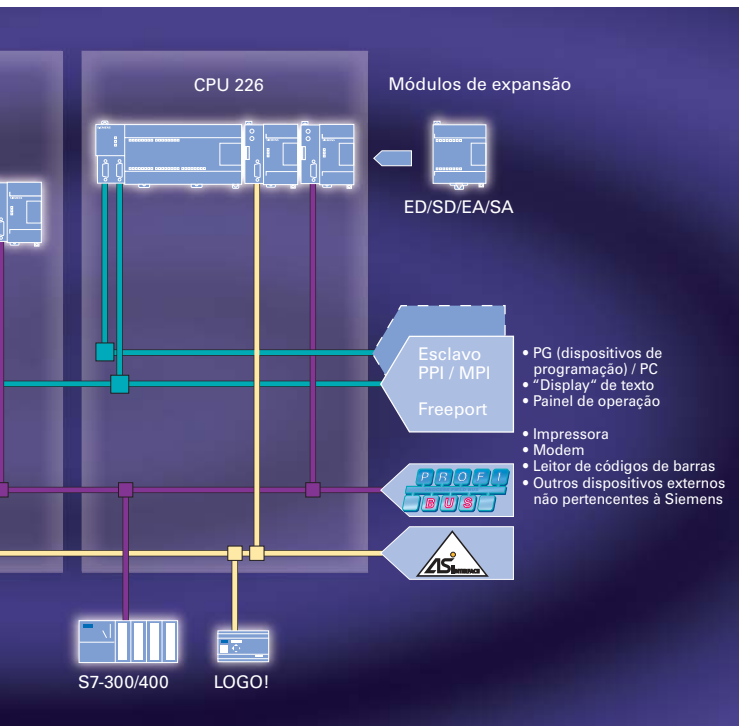 CPU 226
Módulos de expansão
ED/SD/EA/SA
Esclavo
PPI / MPI
Freeport
• PG (dispositivos de
programação) / PC
• “Display“ de texto
• Painel de operação
• Impressora
• Modem
• Leitor de códigos de barras
• Outros dispositivos externos
não pertencentes à Siemens
PROFI
BUS
ASi
INTERFACE
S7-300/400
LOGO!